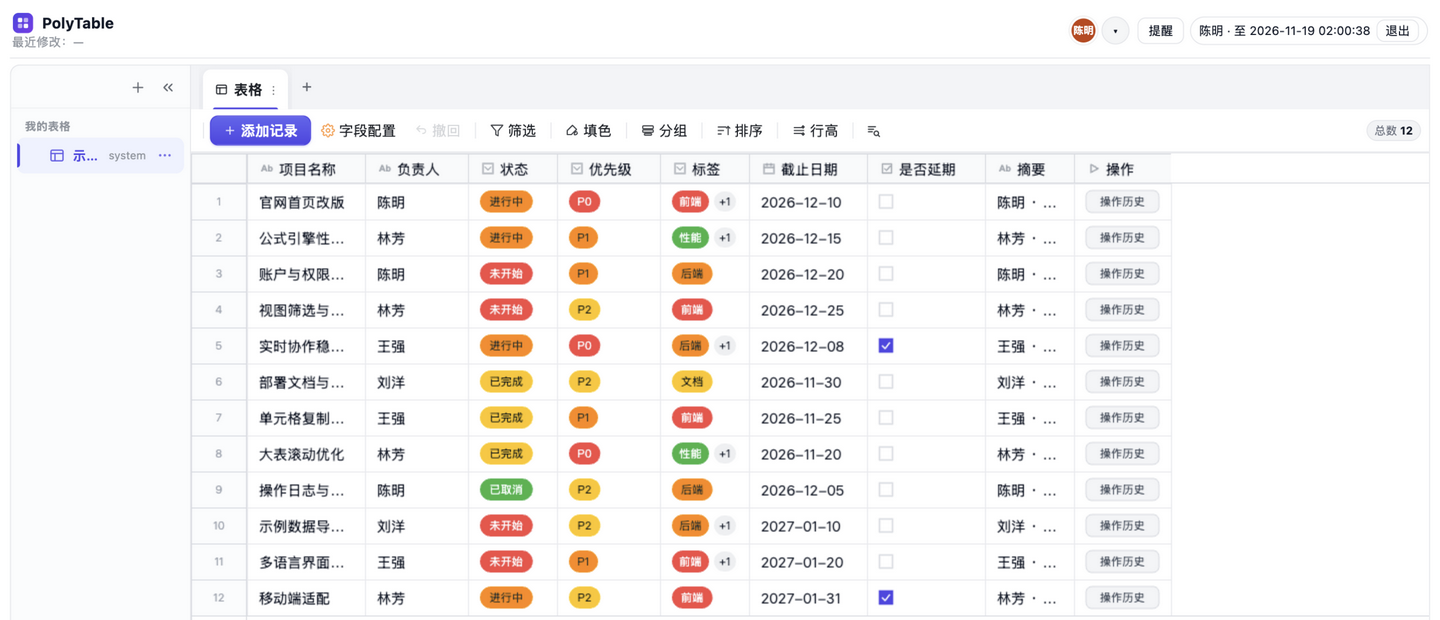 PolyTable
最近修改：—
陈明 ▾ 提醒 陈明 · 至 2026-11-19 02:00:38 退出
+ «
我的表格
示... system ...
表格 +
+ 添加记录 字段配置 撤回 筛选 填色 分组 排序 行高 总数 12
Ab 项目名称 Ab 负责人 状态 优先级 标签 截止日期 是否延期 Ab 摘要 操作
1 官网首页改版 陈明 进行中 P0 前端 +1 2026-12-10 陈明 · ... 操作历史
2 公式引擎性... 林芳 进行中 P1 性能 +1 2026-12-15 林芳 · ... 操作历史
3 账户与权限... 陈明 未开始 P1 后端 2026-12-20 陈明 · ... 操作历史
4 视图筛选与... 林芳 未开始 P2 前端 2026-12-25 林芳 · ... 操作历史
5 实时协作稳... 王强 进行中 P0 后端 +1 2026-12-08 王强 · ... 操作历史
6 部署文档与... 刘洋 已完成 P2 文档 2026-11-30 刘洋 · ... 操作历史
7 单元格复制... 王强 已完成 P1 前端 2026-11-25 王强 · ... 操作历史
8 大表滚动优化 林芳 已完成 P0 性能 +1 2026-11-20 林芳 · ... 操作历史
9 操作日志与... 陈明 已取消 P2 后端 2026-12-05 陈明 · ... 操作历史
10 示例数据导... 刘洋 未开始 P2 后端 +1 2027-01-10 刘洋 · ... 操作历史
11 多语言界面... 王强 未开始 P1 前端 +1 2027-01-20 王强 · ... 操作历史
12 移动端适配 林芳 进行中 P2 前端 2027-01-31 林芳 · ... 操作历史